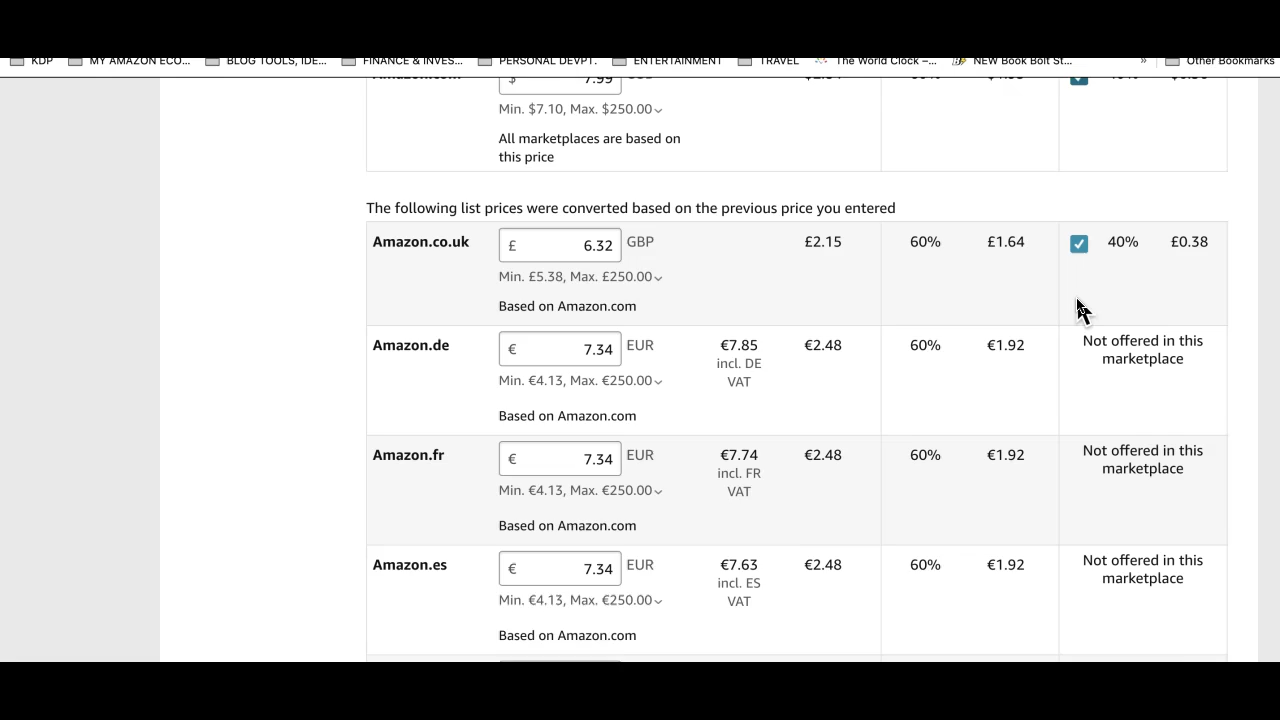 KDP MY AMAZON ECO... BLOG TOOLS, IDE... FINANCE & INVES... PERSONAL DEVPT. ENTERTAINMENT TRAVEL The World Clock –... NEW Book Bolt St... » Other Bookmarks
$ 7.99
Min. $7.10, Max. $250.00
All marketplaces are based on
this price
The following list prices were converted based on the previous price you entered
Amazon.co.uk £ 6.32 GBP £2.15 60% £1.64 40% £0.38
Min. £5.38, Max. £250.00
Based on Amazon.com
Amazon.de € 7.34 EUR €7.85 €2.48 60% €1.92 Not offered in this
incl. DE marketplace
Min. €4.13, Max. €250.00 VAT
Based on Amazon.com
Amazon.fr € 7.34 EUR €7.74 €2.48 60% €1.92 Not offered in this
incl. FR marketplace
Min. €4.13, Max. €250.00 VAT
Based on Amazon.com
Amazon.es € 7.34 EUR €7.63 €2.48 60% €1.92 Not offered in this
incl. ES marketplace
Min. €4.13, Max. €250.00 VAT
Based on Amazon.com